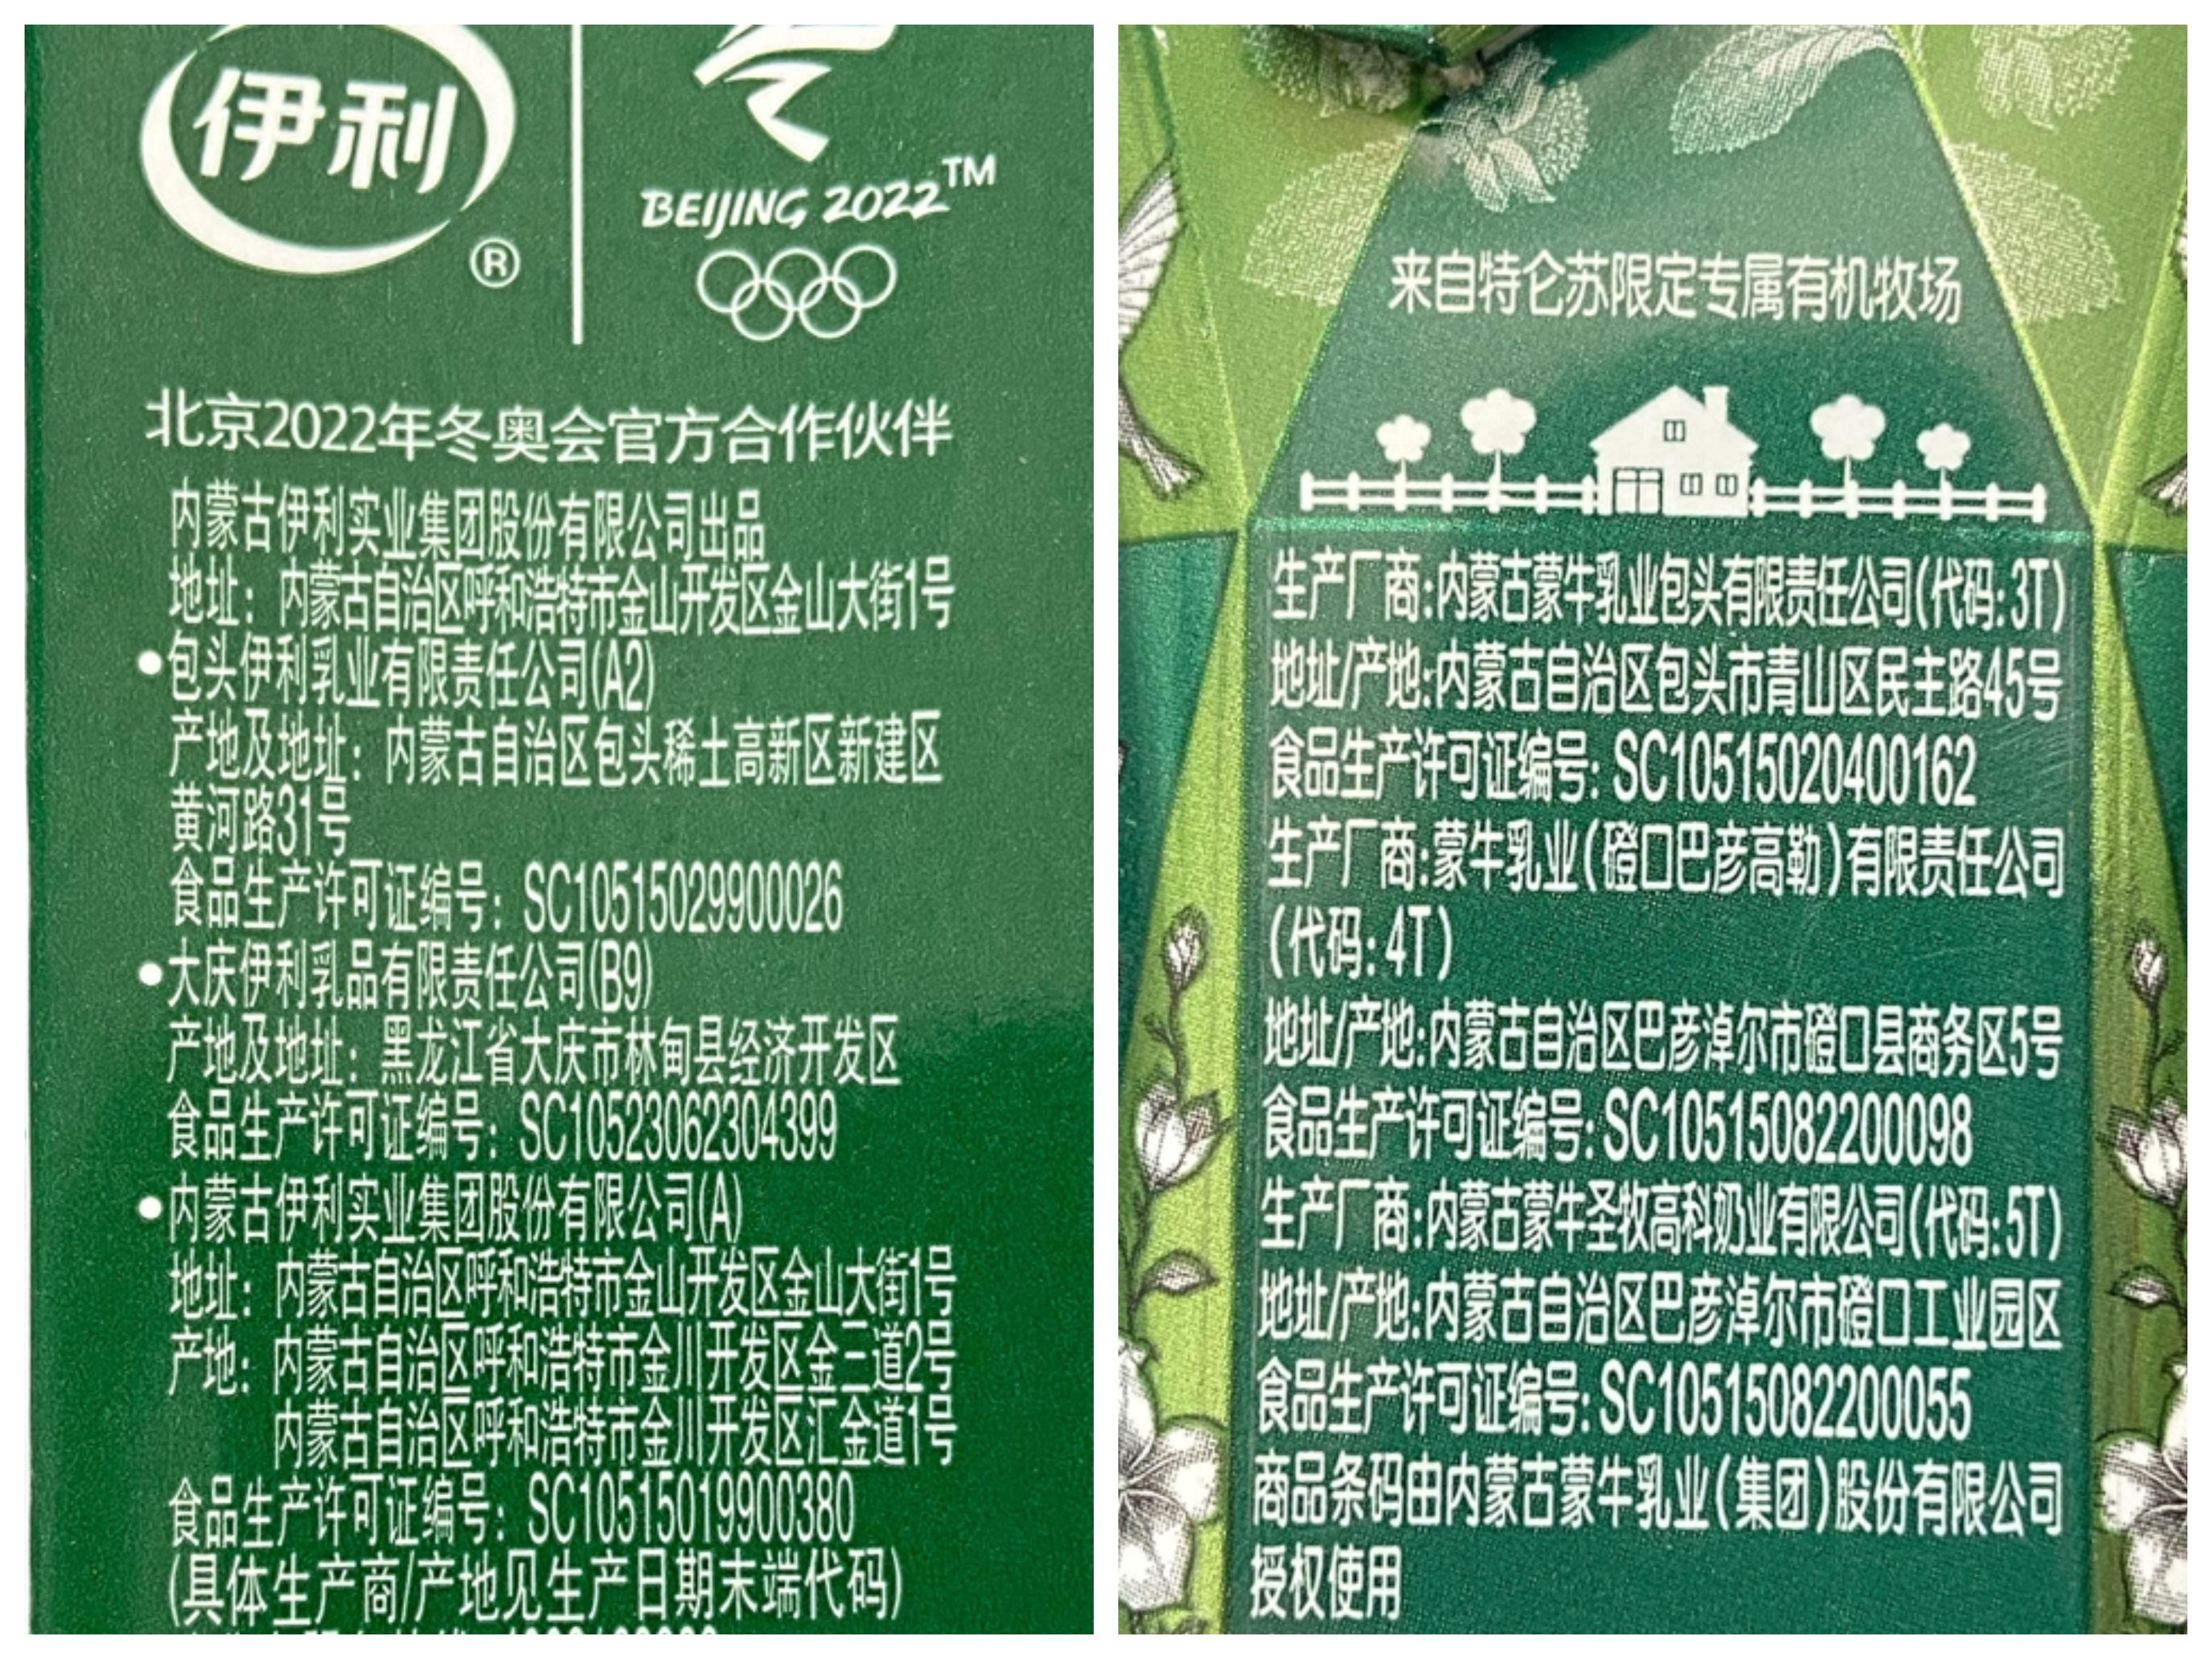 伊利
®
BEIJING 2022™
北京2022年冬奥会官方合作伙伴
内蒙古伊利实业集团股份有限公司出品
地址：内蒙古自治区呼和浩特市金山开发区金山大街1号
●包头伊利乳业有限责任公司(A2)
产地及地址：内蒙古自治区包头稀土高新区新建区
黄河路31号
食品生产许可证编号：SC10515029900026
●大庆伊利乳品有限责任公司(B9)
产地及地址：黑龙江省大庆市林甸县经济开发区
食品生产许可证编号：SC10523062304399
●内蒙古伊利实业集团股份有限公司(A)
地址：内蒙古自治区呼和浩特市金山开发区金山大街1号
产地：内蒙古自治区呼和浩特市金川开发区金三道2号
内蒙古自治区呼和浩特市金川开发区汇金道1号
食品生产许可证编号：SC10515019900380
(具体生产商/产地见生产日期末端代码)
来自特仑苏限定专属有机牧场
生产厂商:内蒙古蒙牛乳业包头有限责任公司(代码:3T)
地址/产地:内蒙古自治区包头市青山区民主路45号
食品生产许可证编号: SC10515020400162
生产厂商:蒙牛乳业(磴口巴彦高勒)有限责任公司
(代码:4T)
地址/产地:内蒙古自治区巴彦淖尔市磴口县商务区5号
食品生产许可证编号: SC10515082200098
生产厂商:内蒙古蒙牛圣牧高科奶业有限公司(代码:5T)
地址/产地:内蒙古自治区巴彦淖尔市磴口工业园区
食品生产许可证编号: SC10515082200055
商品条码由内蒙古蒙牛乳业(集团)股份有限公司
授权使用